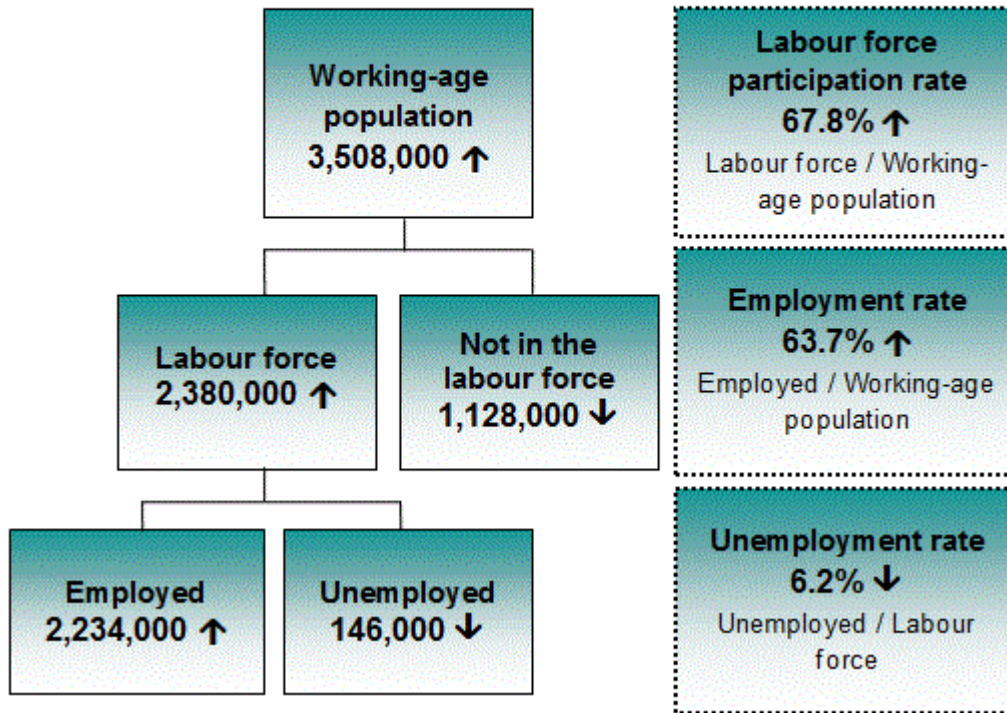 Working-age
population
3,508,000 ↑
Labour force
participation rate
67.8% ↑
Labour force / Working-
age population
Labour force
2,380,000 ↑
Not in the
labour force
1,128,000 ↓
Employment rate
63.7% ↑
Employed / Working-age
population
Employed
2,234,000 ↑
Unemployed
146,000 ↓
Unemployment rate
6.2% ↓
Unemployed / Labour
force